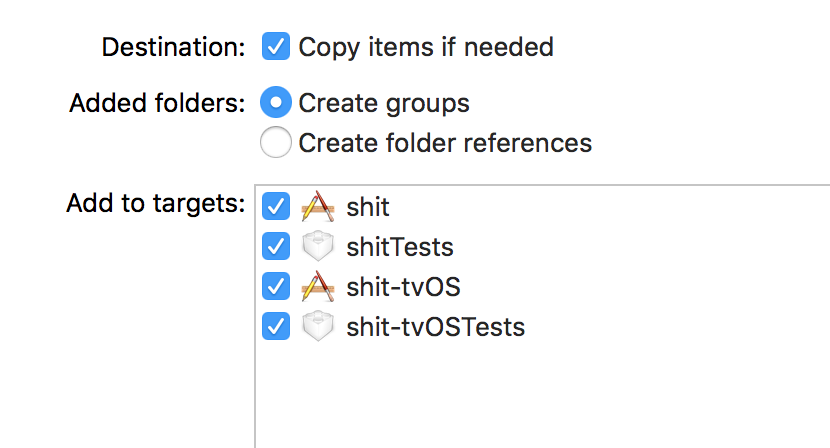 Destination: Copy items if needed
Added folders: Create groups
Create folder references
Add to targets: shit
shitTests
shit-tvOS
shit-tvOSTests